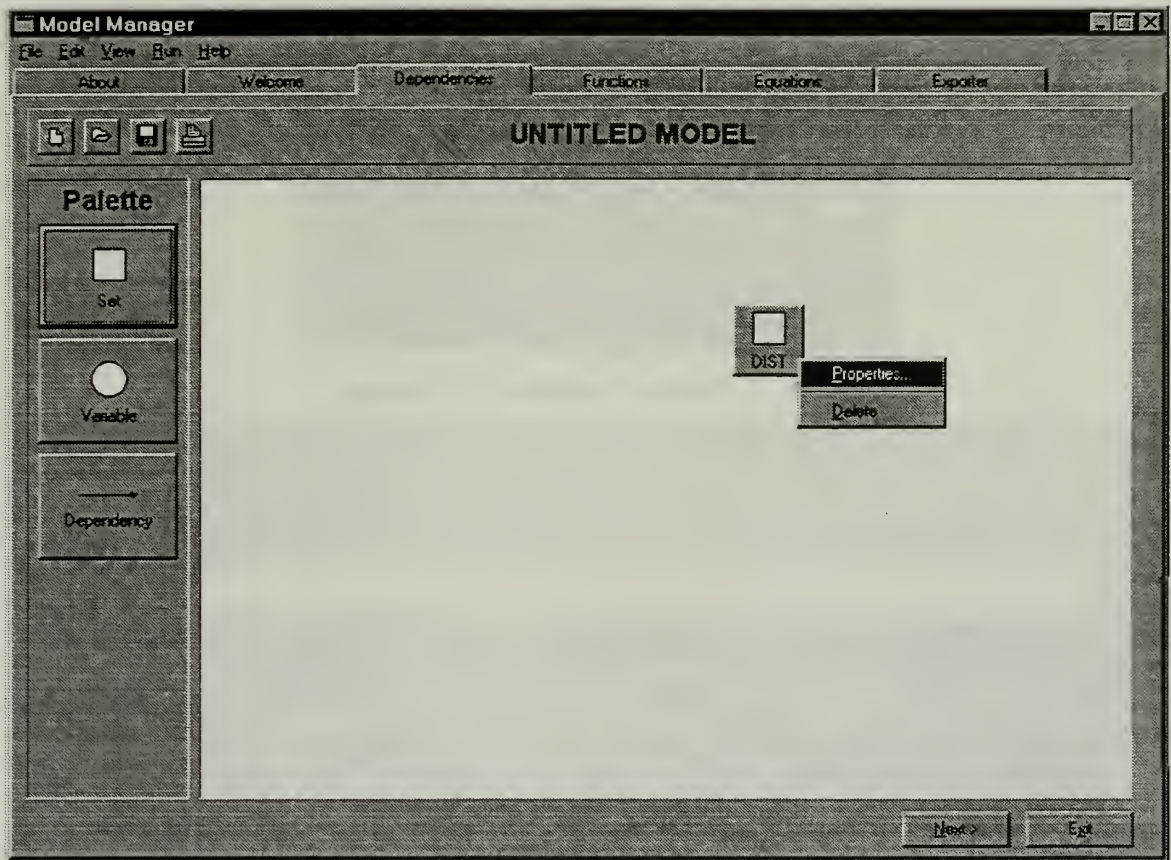 Model Manager
File Edit View Run Help
About Welcome Dependencies Functions Equations Exporter
UNTITLED MODEL
Palette
Set
Variable
Dependency
DIST
Properties...
Delete
Next > Exit